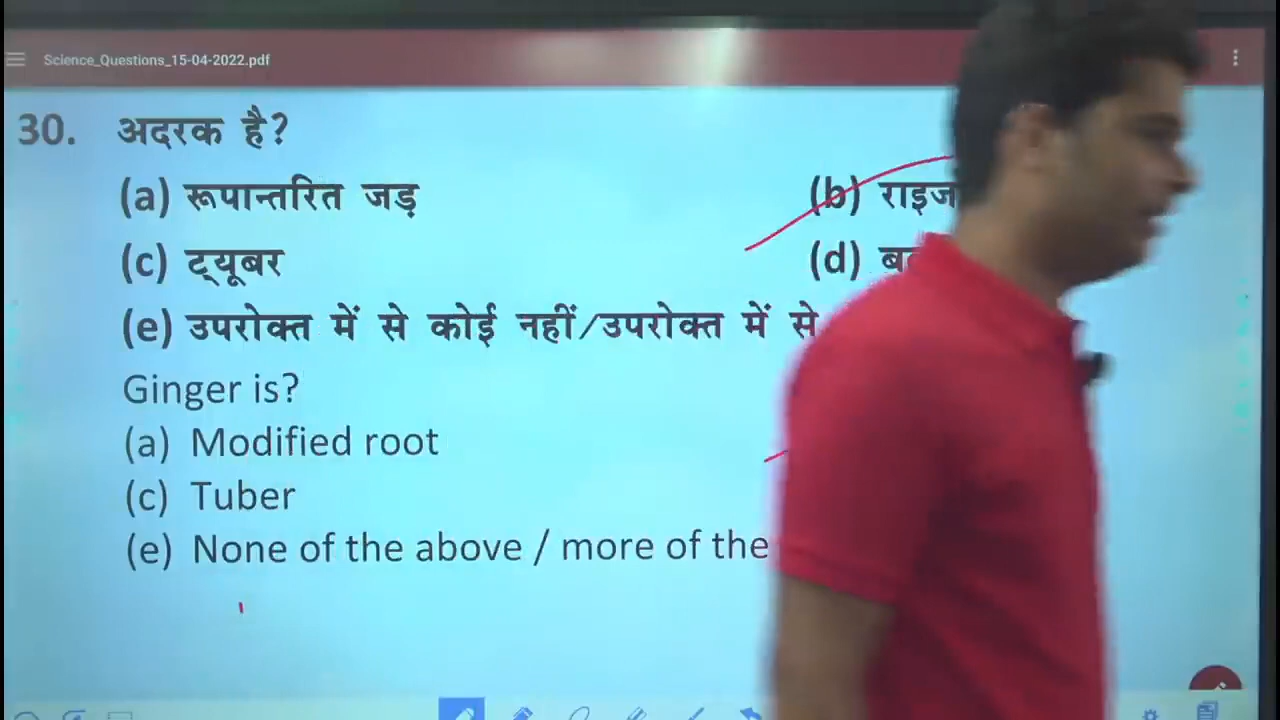 Science_Questions_15-04-2022.pdf
30. अदरक है?
(a) रूपान्तरित जड़ (b)
(c) ट्यूबर (d)
(e) उपरोक्त में से कोई नहीं/उपरोक्त में से
Ginger is?
(a) Modified root
(c) Tuber
(e) None of the above / more of the